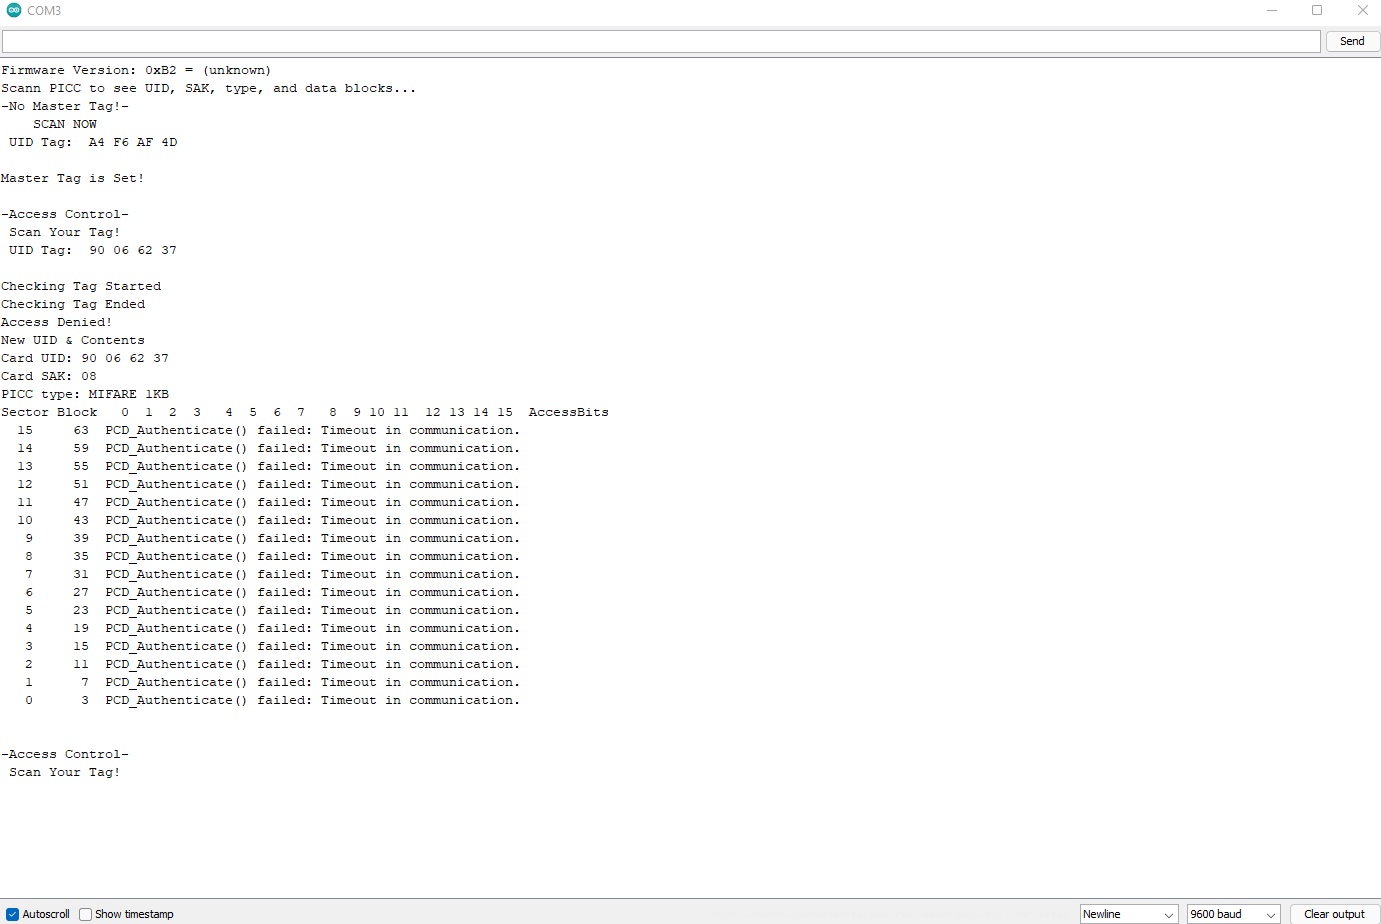 COM3
Send
Firmware Version: 0xB2 = (unknown)
Scann PICC to see UID, SAK, type, and data blocks...
-No Master Tag!-
    SCAN NOW
 UID Tag:  A4 F6 AF 4D
Master Tag is Set!
-Access Control-
 Scan Your Tag!
 UID Tag:  90 06 62 37
Checking Tag Started
Checking Tag Ended
Access Denied!
New UID & Contents
Card UID: 90 06 62 37
Card SAK: 08
PICC type: MIFARE 1KB
Sector Block   0  1  2  3   4  5  6  7   8  9 10 11  12 13 14 15  AccessBits
  15     63  PCD_Authenticate() failed: Timeout in communication.
  14     59  PCD_Authenticate() failed: Timeout in communication.
  13     55  PCD_Authenticate() failed: Timeout in communication.
  12     51  PCD_Authenticate() failed: Timeout in communication.
  11     47  PCD_Authenticate() failed: Timeout in communication.
  10     43  PCD_Authenticate() failed: Timeout in communication.
   9     39  PCD_Authenticate() failed: Timeout in communication.
   8     35  PCD_Authenticate() failed: Timeout in communication.
   7     31  PCD_Authenticate() failed: Timeout in communication.
   6     27  PCD_Authenticate() failed: Timeout in communication.
   5     23  PCD_Authenticate() failed: Timeout in communication.
   4     19  PCD_Authenticate() failed: Timeout in communication.
   3     15  PCD_Authenticate() failed: Timeout in communication.
   2     11  PCD_Authenticate() failed: Timeout in communication.
   1      7  PCD_Authenticate() failed: Timeout in communication.
   0      3  PCD_Authenticate() failed: Timeout in communication.
-Access Control-
 Scan Your Tag!
Autoscroll Show timestamp Newline 9600 baud Clear output